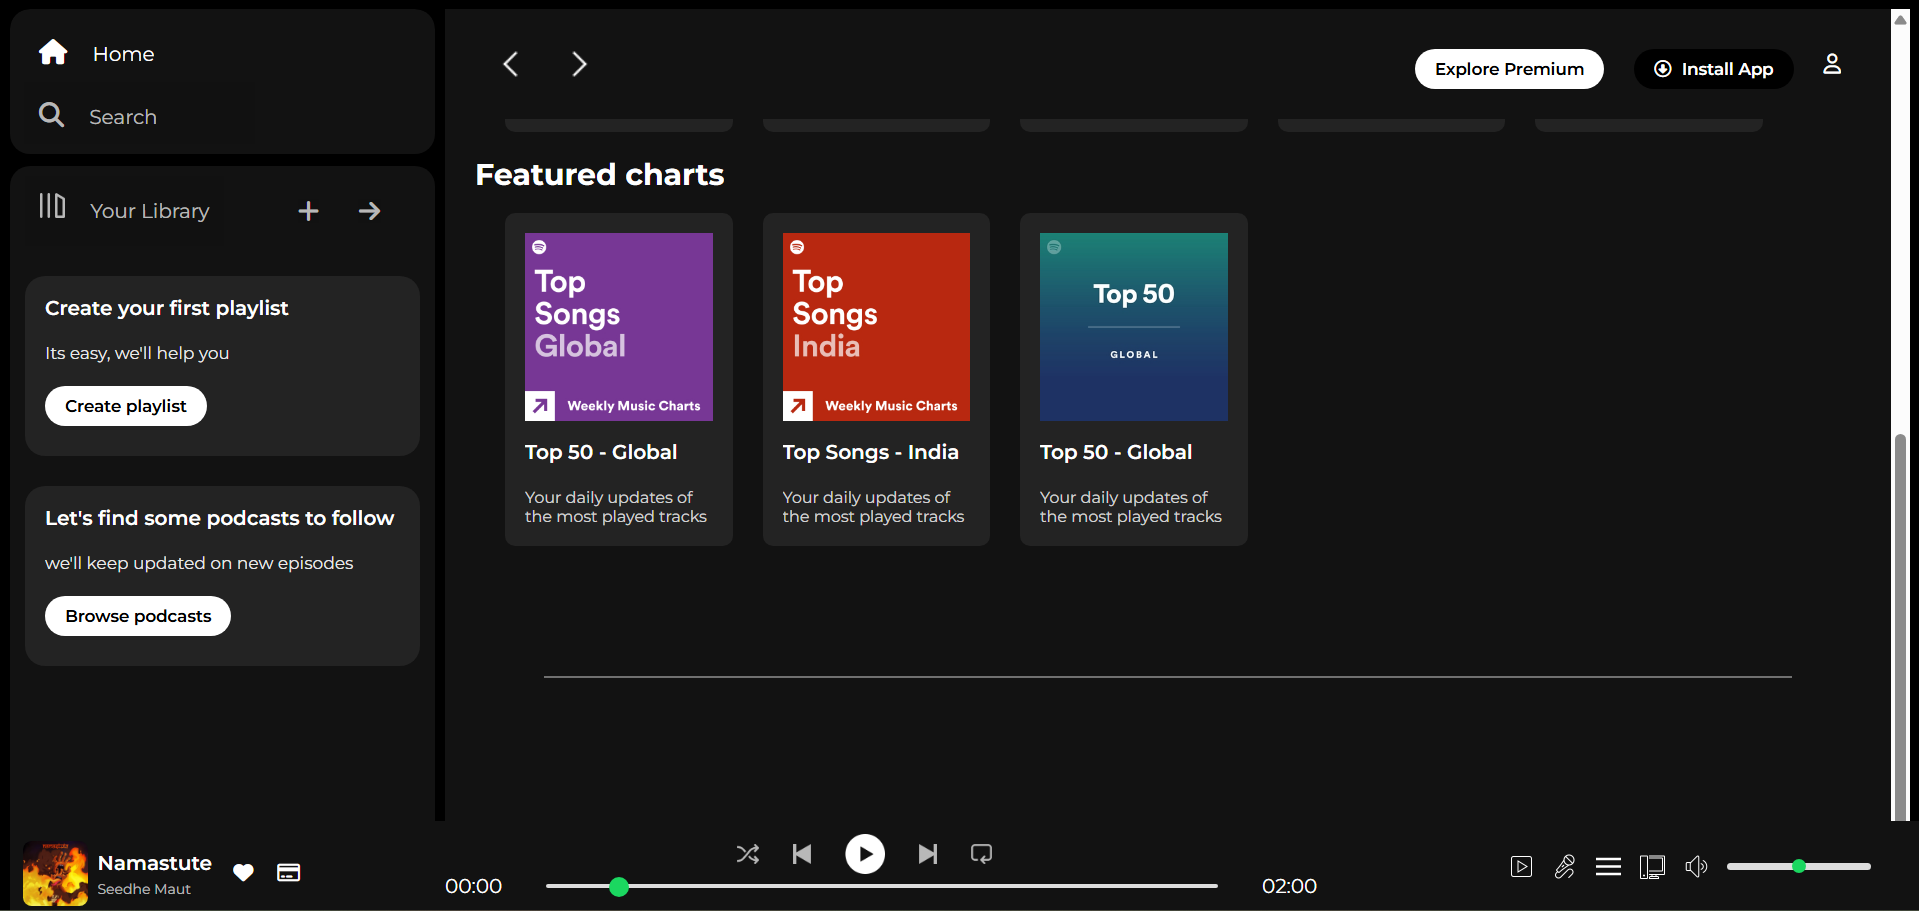 Home
Search
Your Library
Create your first playlist
Its easy, we'll help you
Create playlist
Let's find some podcasts to follow
we'll keep updated on new episodes
Browse podcasts
Explore Premium
Install App
Featured charts
Top
Songs
Global
Weekly Music Charts
Top 50 - Global
Your daily updates of
the most played tracks
Top
Songs
India
Weekly Music Charts
Top Songs - India
Your daily updates of
the most played tracks
Top 50
GLOBAL
Top 50 - Global
Your daily updates of
the most played tracks
Namastute
Seedhe Maut
00:00
02:00